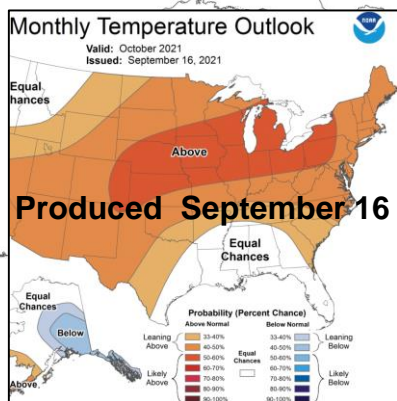 Monthly Temperature Outlook
NOAA
Valid: October 2021
Issued: September 16, 2021
Equal
hances
Above
Produced September 16
Equal
Chances
Equal
Chances
Below
Above
Probability (Percent Chance)
Above Normal Below Normal
Leaning
Above
33-40% 33-40%
40-50% 40-50%
Leaning
Below
50-60% Equal
Chances 50-60%
60-70% 60-70%
Likely
Above
70-80% 70-80%
Likely
Below
80-90% 80-90%
90-100% 90-100%